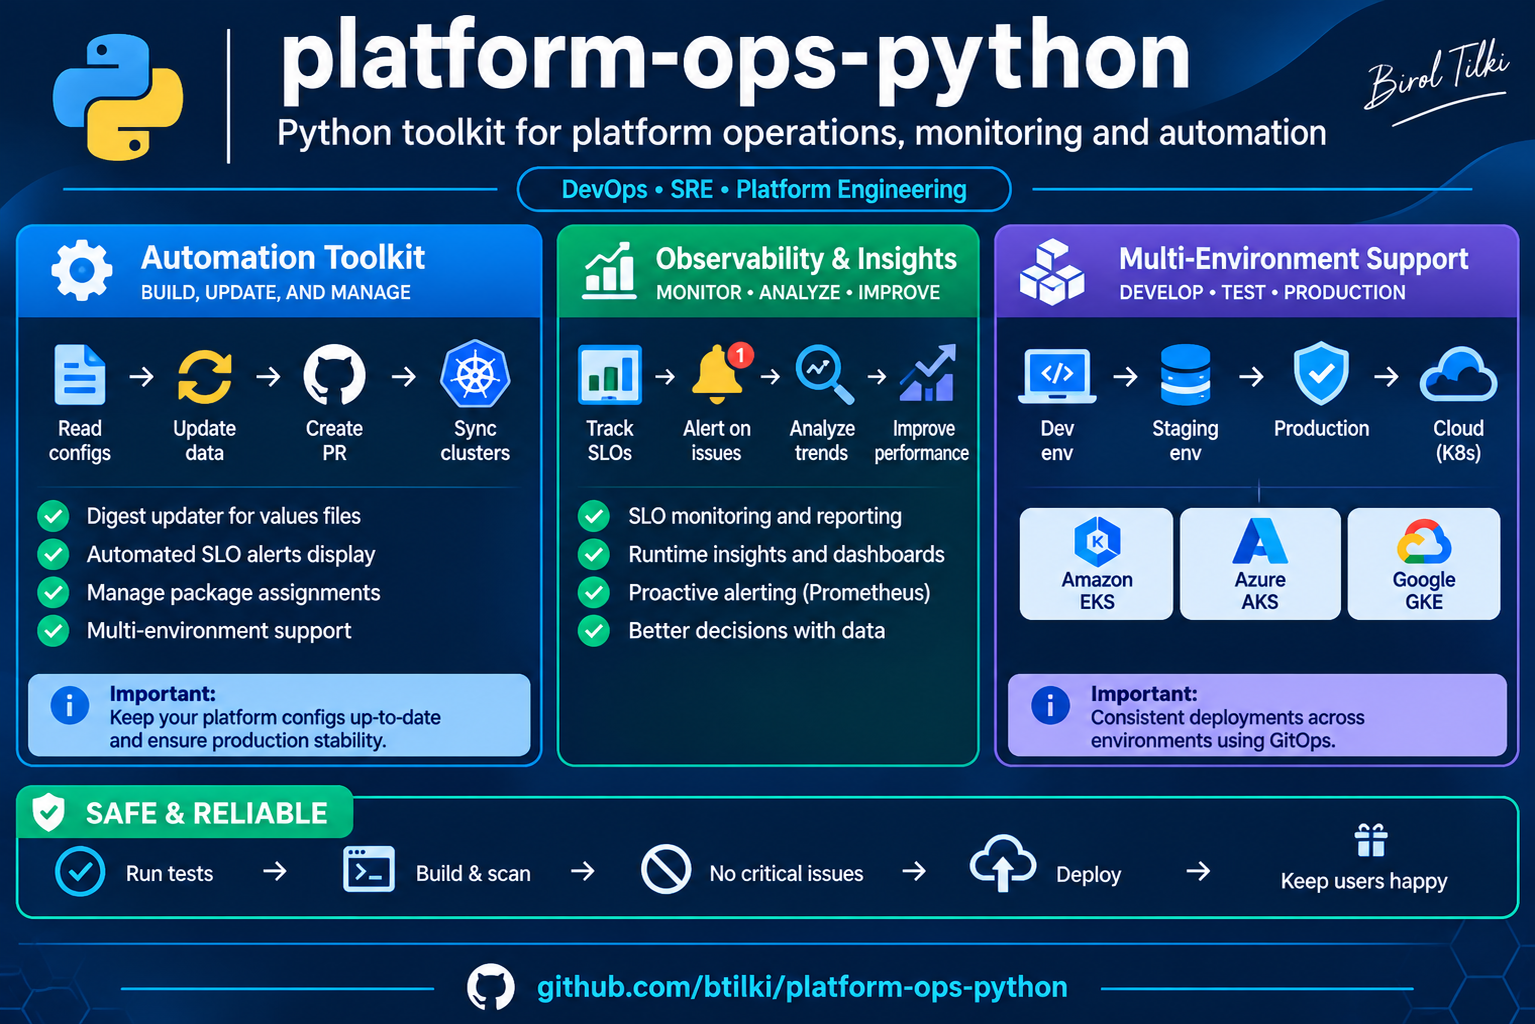 platform-ops-python
Birol Tilki
Python toolkit for platform operations, monitoring and automation
DevOps • SRE • Platform Engineering
Automation Toolkit
BUILD, UPDATE, AND MANAGE
Read
configs
Update
data
Create
PR
Sync
clusters
Digest updater for values files
Automated SLO alerts display
Manage package assignments
Multi-environment support
i
Important:
Keep your platform configs up-to-date
and ensure production stability.
Observability & Insights
MONITOR • ANALYZE • IMPROVE
1
Track
SLOs
Alert on
issues
Analyze
trends
Improve
performance
SLO monitoring and reporting
Runtime insights and dashboards
Proactive alerting (Prometheus)
Better decisions with data
Multi-Environment Support
DEVELOP • TEST • PRODUCTION
</>
Dev
env
Staging
env
Production
Cloud
(K8s)
K
Amazon
EKS
Azure
AKS
Google
GKE
i
Important:
Consistent deployments across
environments using GitOps.
SAFE & RELIABLE
Run tests
>_
Build & scan
No critical issues
Deploy
Keep users happy
github.com/btilki/platform-ops-python